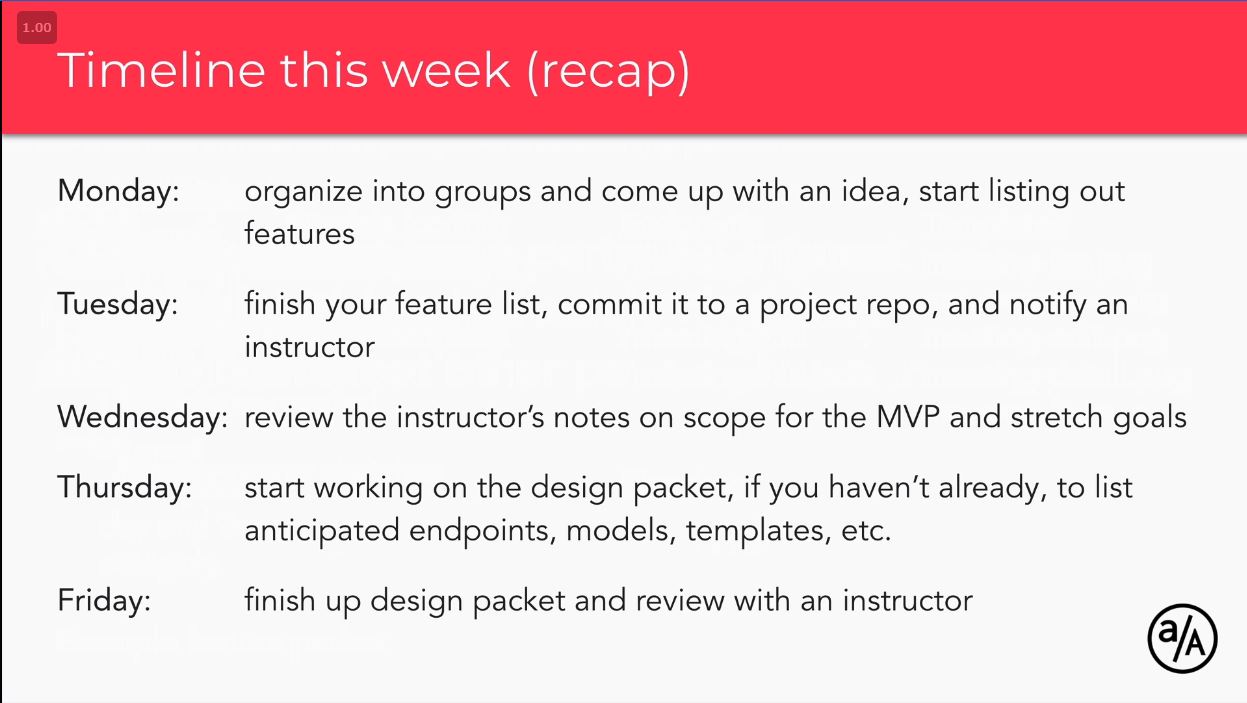 1.00
Timeline this week (recap)
Monday: organize into groups and come up with an idea, start listing out
features
Tuesday: finish your feature list, commit it to a project repo, and notify an
instructor
Wednesday: review the instructor’s notes on scope for the MVP and stretch goals
Thursday: start working on the design packet, if you haven’t already, to list
anticipated endpoints, models, templates, etc.
Friday: finish up design packet and review with an instructor
a/A